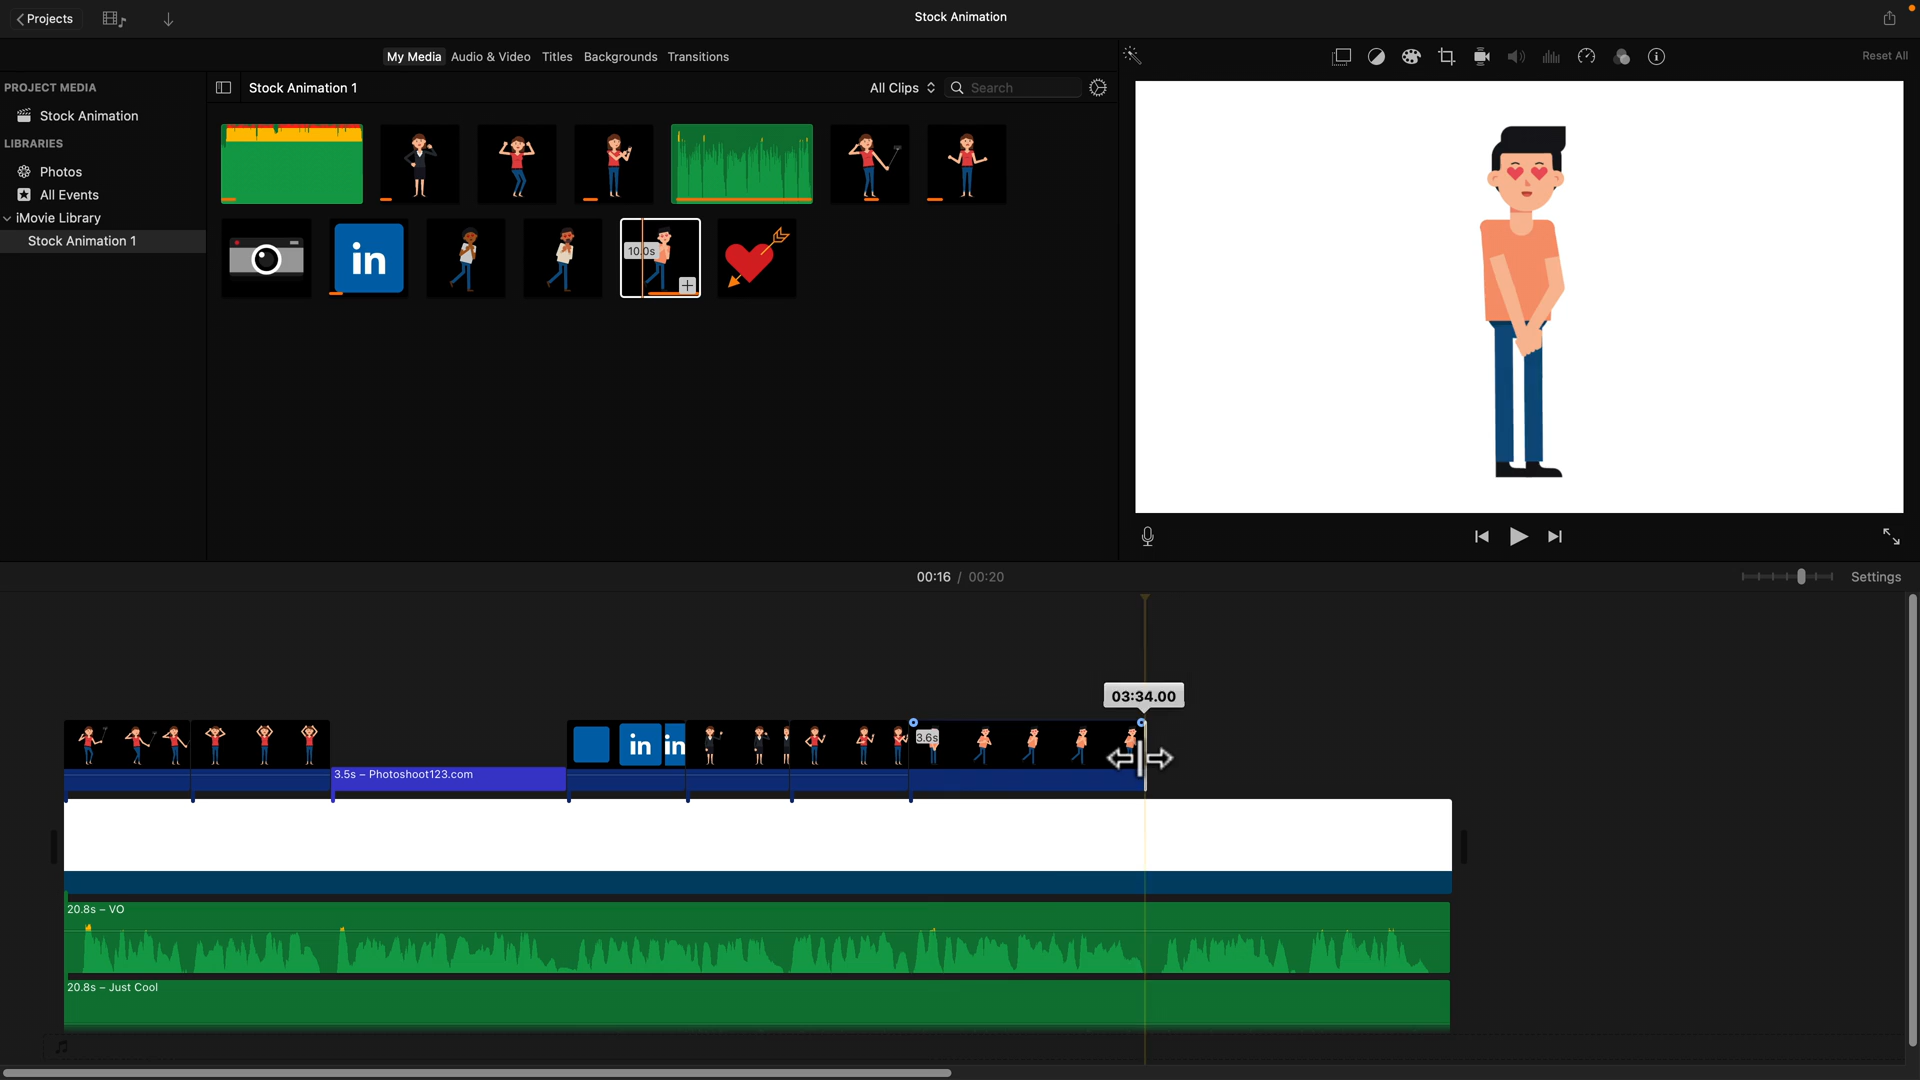 Projects
Stock Animation
My Media Audio & Video Titles Backgrounds Transitions
Reset All
PROJECT MEDIA
Stock Animation
LIBRARIES
Photos
All Events
iMovie Library
Stock Animation 1
Stock Animation 1
All Clips
Search
in
10.0s
00:16 / 00:20
Settings
03:34.00
in in
3.6s
3.5s – Photoshoot123.com
20.8s – VO
20.8s – Just Cool